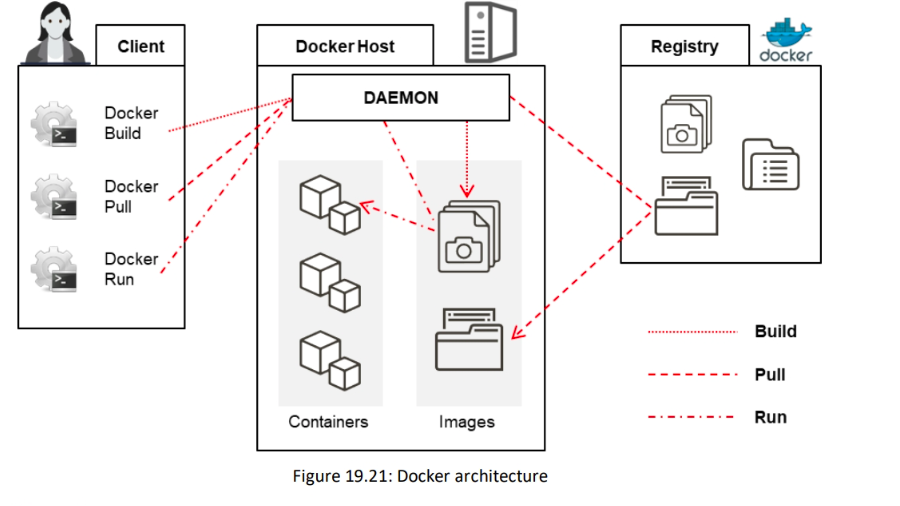 Client
Docker Host
Registry
docker
DAEMON
Docker
Build
Docker
Pull
Docker
Run
Containers
Images
Build
Pull
Run
Figure 19.21: Docker architecture